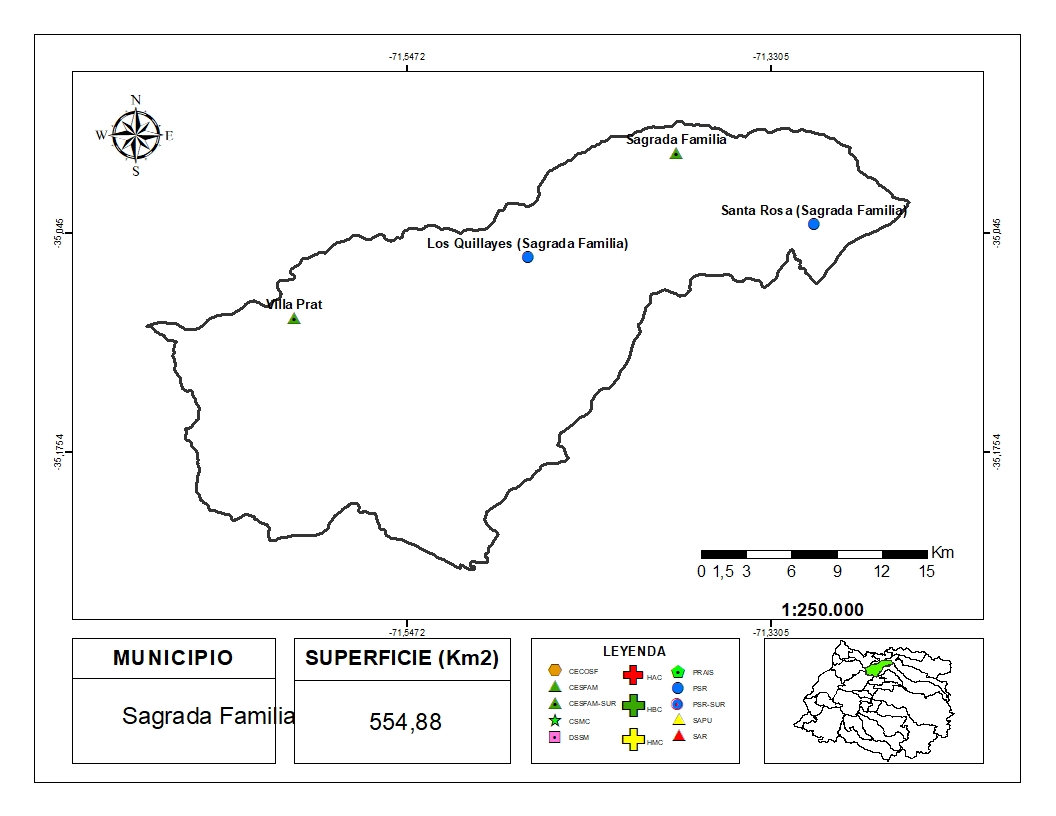 -71,5472 -71,3305
N
W E
S
Sagrada Familia
Santa Rosa (Sagrada Familia)
-35,045 -35,045
Los Quillayes (Sagrada Familia)
Villa Prat
-35,1754 -35,1754
Km
0 1,5 3 6 9 12 15
1:250.000
-71,5472 -71,3305
MUNICIPIO
Sagrada Familia
SUPERFICIE (Km2)
554,88
LEYENDA
CECOSF
CESFAM
CESFAM-SUR
CSMC
DSSM
HAC
HBC
HMC
PRAIS
PSR
PSR-SUR
SAPU
SAR